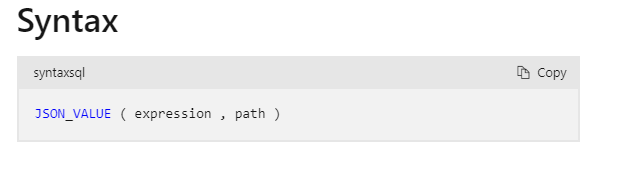 Syntax
syntaxsql Copy
JSON_VALUE ( expression , path )